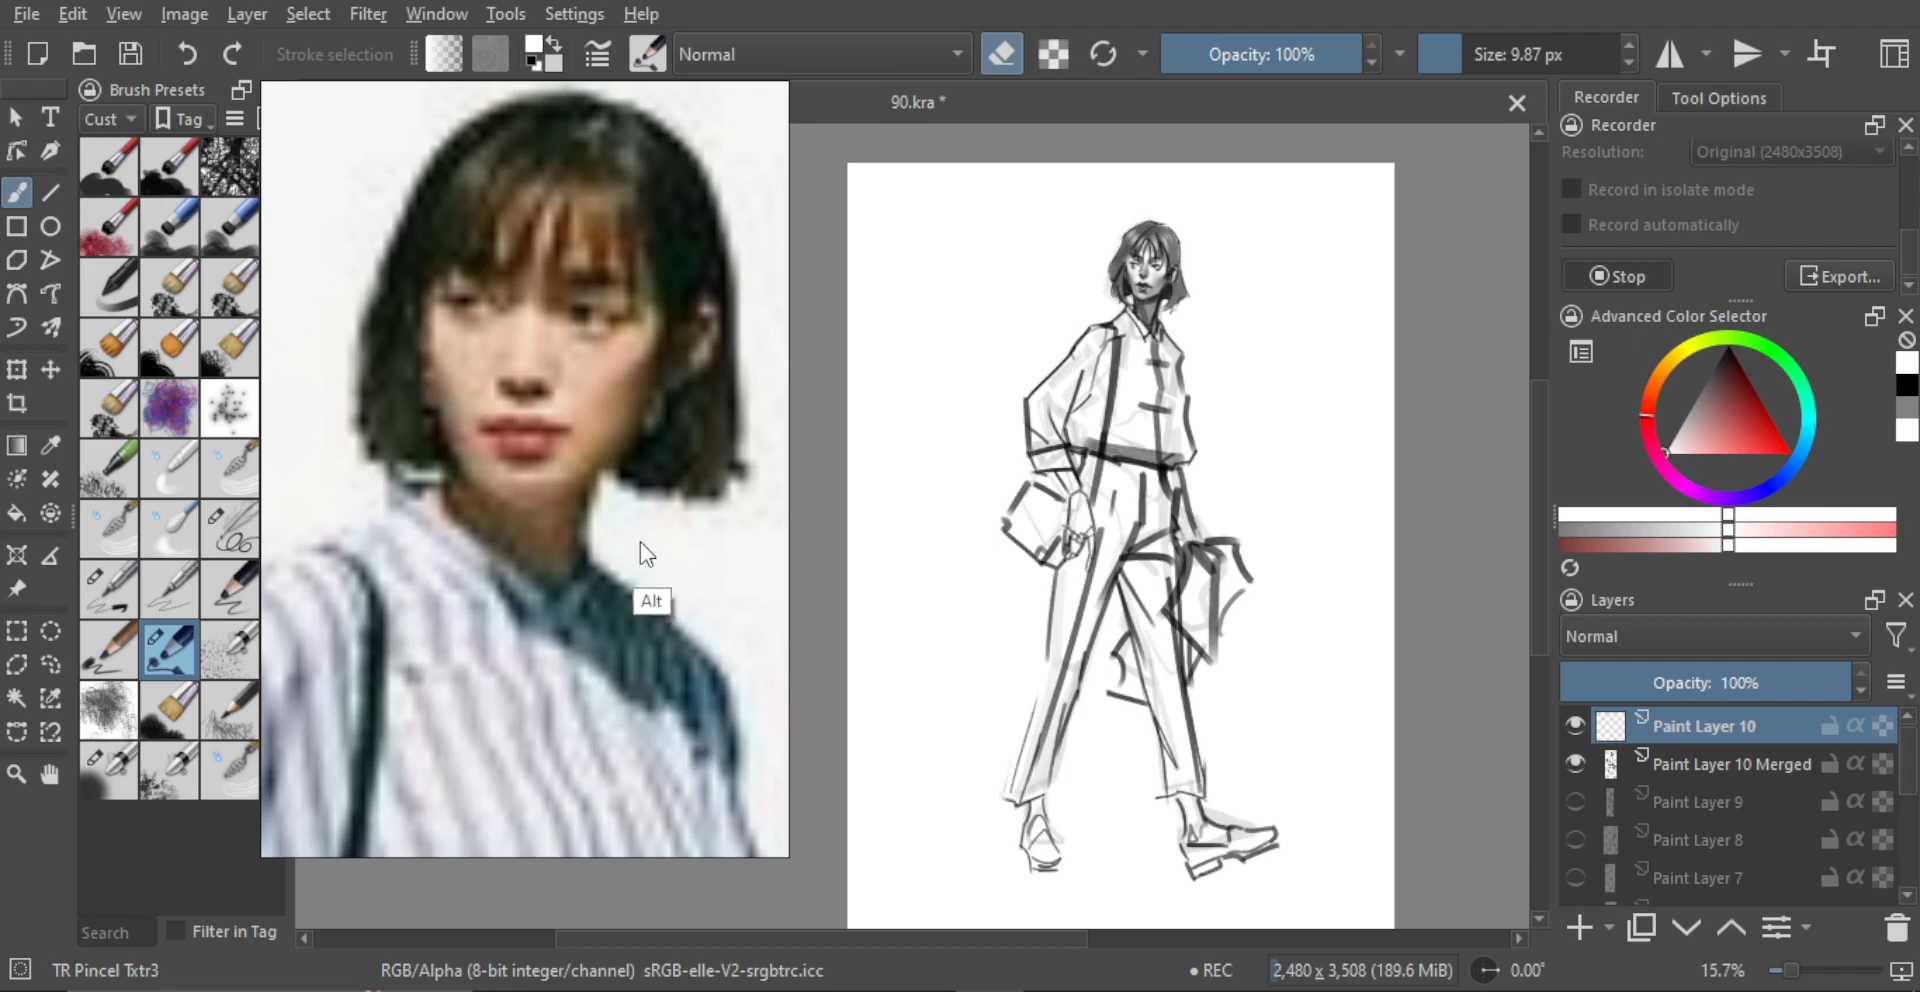 File Edit View Image Layer Select Filter Window Tools Settings Help
Stroke selection Normal Opacity: 100% Size: 9.87 px
Brush Presets
Cust Tag
90.kra *
Alt
Recorder Tool Options
Recorder
Resolution: Original (2480x3508)
Record in isolate mode
Record automatically
Stop Export...
Advanced Color Selector
Layers
Normal
Opacity: 100%
Paint Layer 10
Paint Layer 10 Merged
Paint Layer 9
Paint Layer 8
Paint Layer 7
Search Filter in Tag
TR Pincel Txtr3 RGB/Alpha (8-bit integer/channel) sRGB-elle-V2-srgbtrc.icc • REC 2,480 x 3,508 (189.6 MiB) 0.00° 15.7%